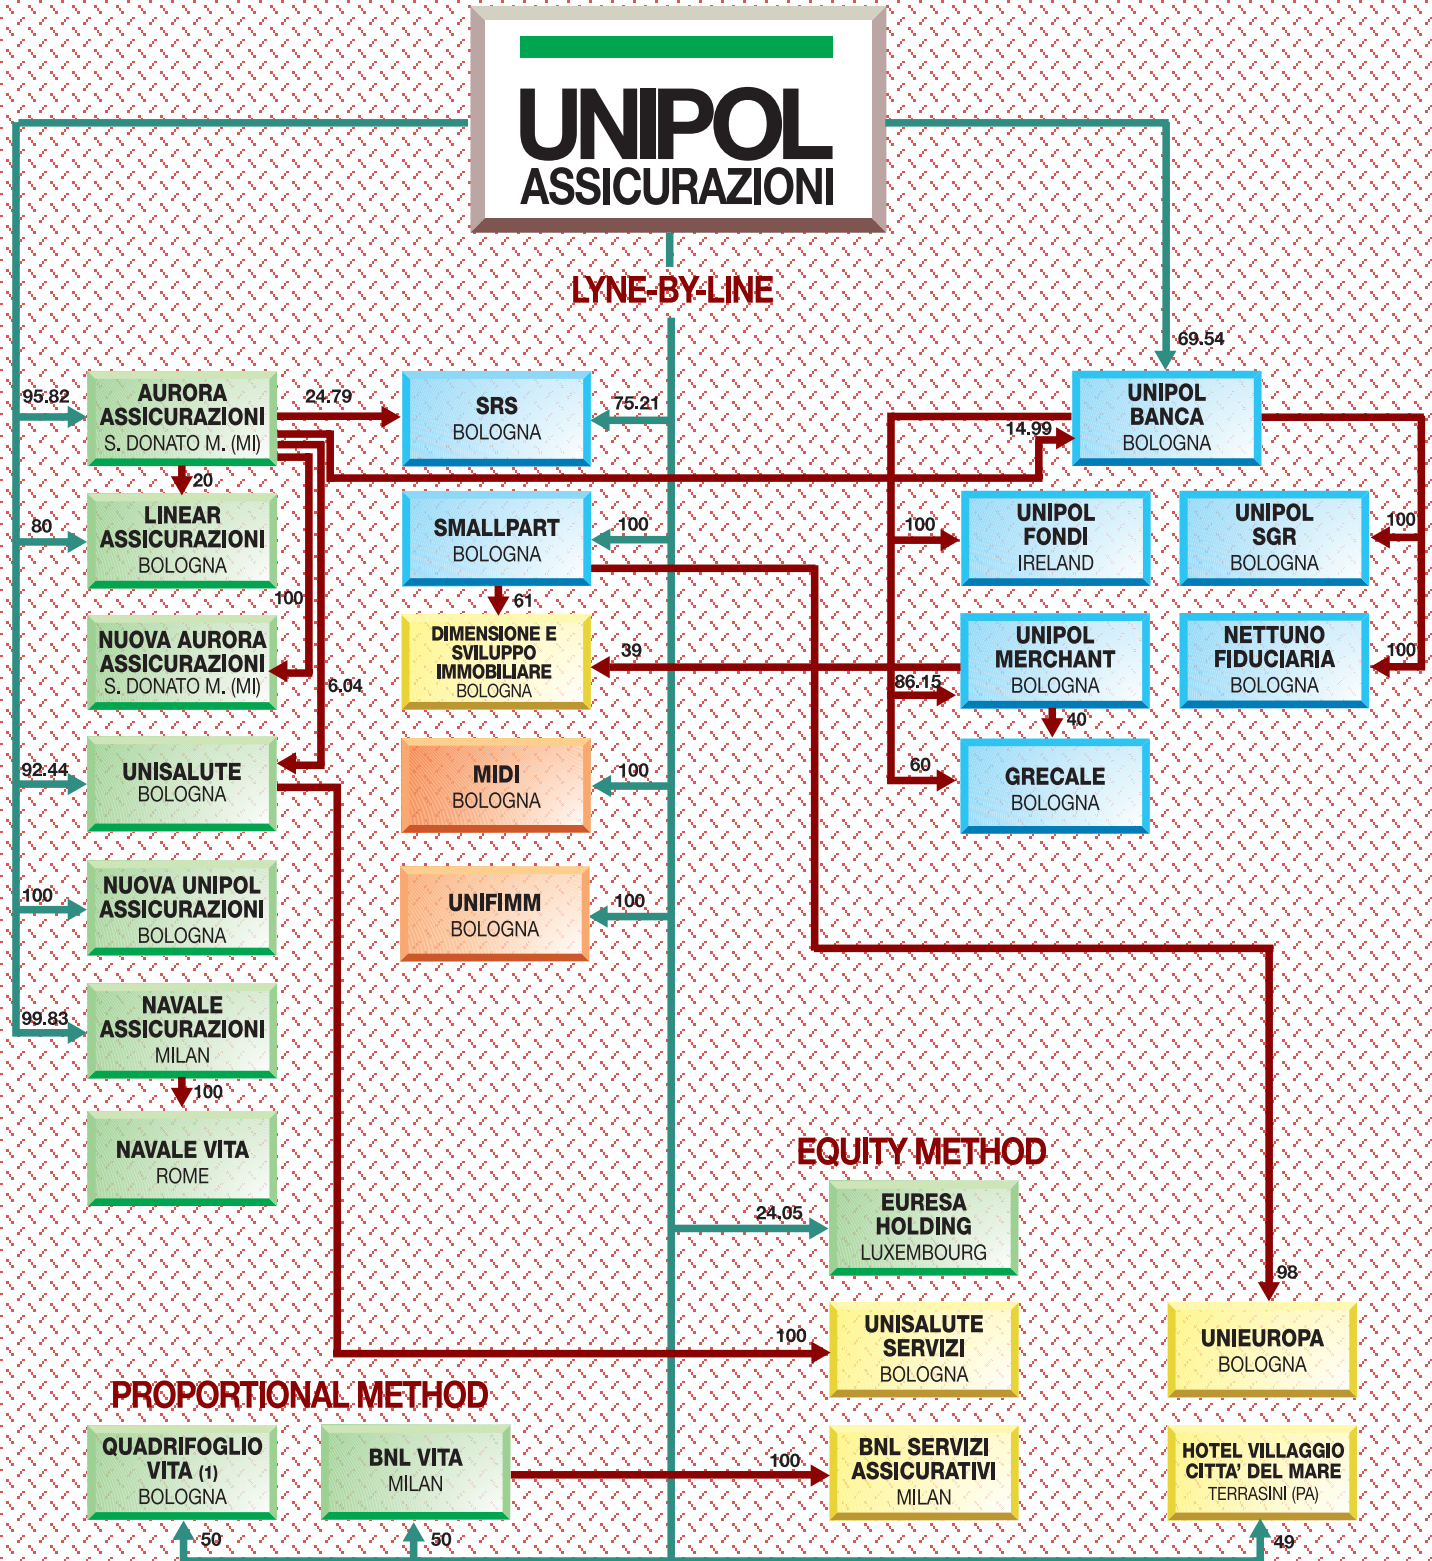 UNIPOL
ASSICURAZIONI
LYNE-BY-LINE
69.54
95.82
AURORA
ASSICURAZIONI
S. DONATO M. (MI)
24.79
SRS
BOLOGNA
75.21
14.99
UNIPOL
BANCA
BOLOGNA
20
80
LINEAR
ASSICURAZIONI
BOLOGNA
SMALLPART
BOLOGNA
100
100
UNIPOL
FONDI
IRELAND
UNIPOL
SGR
BOLOGNA
100
100
61
NUOVA AURORA
ASSICURAZIONI
S. DONATO M. (MI)
6.04
DIMENSIONE E
SVILUPPO
IMMOBILIARE
BOLOGNA
39
86.15
UNIPOL
MERCHANT
BOLOGNA
NETTUNO
FIDUCIARIA
BOLOGNA
100
40
92.44
UNISALUTE
BOLOGNA
MIDI
BOLOGNA
100
60
GRECALE
BOLOGNA
100
NUOVA UNIPOL
ASSICURAZIONI
BOLOGNA
UNIFIMM
BOLOGNA
100
99.83
NAVALE
ASSICURAZIONI
MILAN
100
NAVALE VITA
ROME
EQUITY METHOD
24.05
EURESA
HOLDING
LUXEMBOURG
98
100
UNISALUTE
SERVIZI
BOLOGNA
UNIEUROPA
BOLOGNA
PROPORTIONAL METHOD
QUADRIFOGLIO
VITA (1)
BOLOGNA
BNL VITA
MILAN
100
BNL SERVIZI
ASSICURATIVI
MILAN
HOTEL VILLAGGIO
CITTA' DEL MARE
TERRASINI (PA)
50
50
49